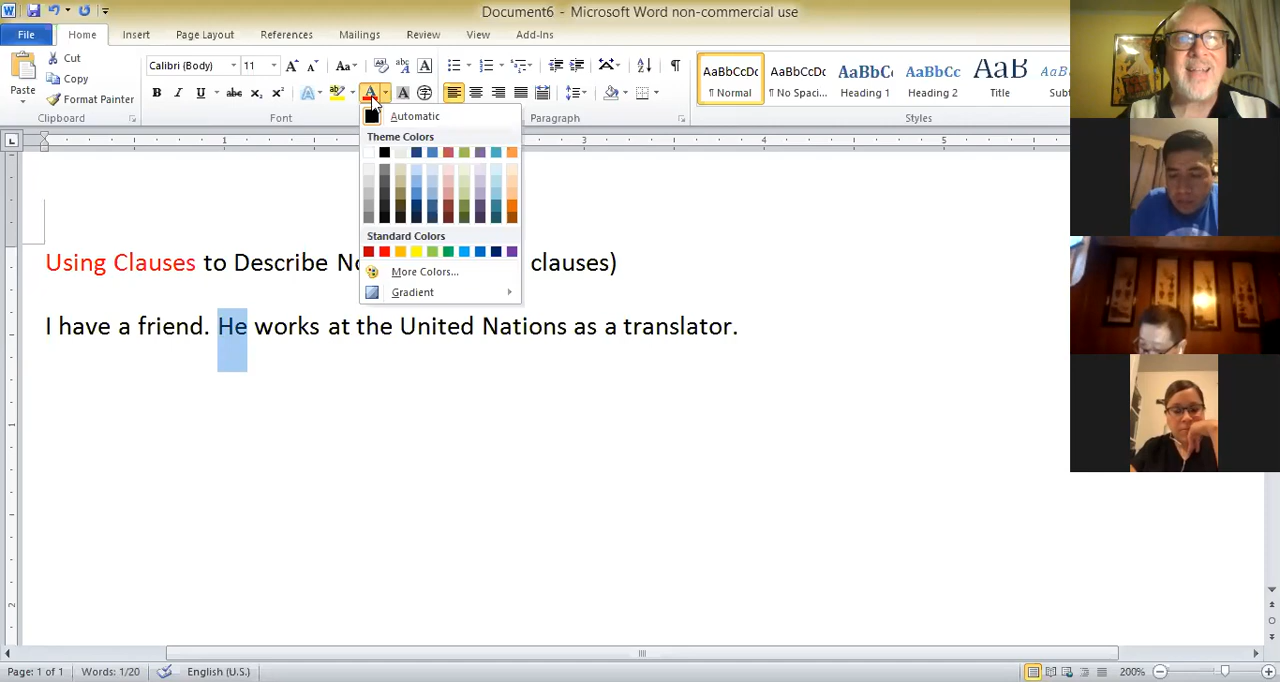 Document6 - Microsoft Word non-commercial use
File Home Insert Page Layout References Mailings Review View Add-Ins
Paste
Cut
Copy
Format Painter
Clipboard
Calibri (Body) 11
Font
Paragraph
AaBbCcDc AaBbCcDc AaBbC AaBbCc AaB
¶ Normal ¶ No Spaci... Heading 1 Heading 2 Title
Styles
Automatic
Theme Colors
Standard Colors
More Colors...
Gradient
Using Clauses to Describe No clauses)
I have a friend. He works at the United Nations as a translator.
Page: 1 of 1 Words: 1/20 English (U.S.) 200%